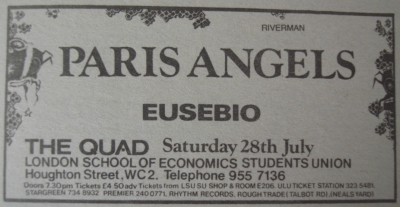 RIVERMAN
PARIS ANGELS
EUSEBIO
THE QUAD Saturday 28th July
LONDON SCHOOL OF ECONOMICS STUDENTS UNION
Houghton Street, WC2. Telephone 955 7136
Doors 7.30pm Tickets £4.50 adv Tickets from LSU SU SHOP & ROOM E206, ULU TICKET STATION 323 5481,
STARGREEN 734 8932 PREMIER 240 0771, RHYTHM RECORDS, ROUGH TRADE (TALBOT RD), (NEALS YARD)